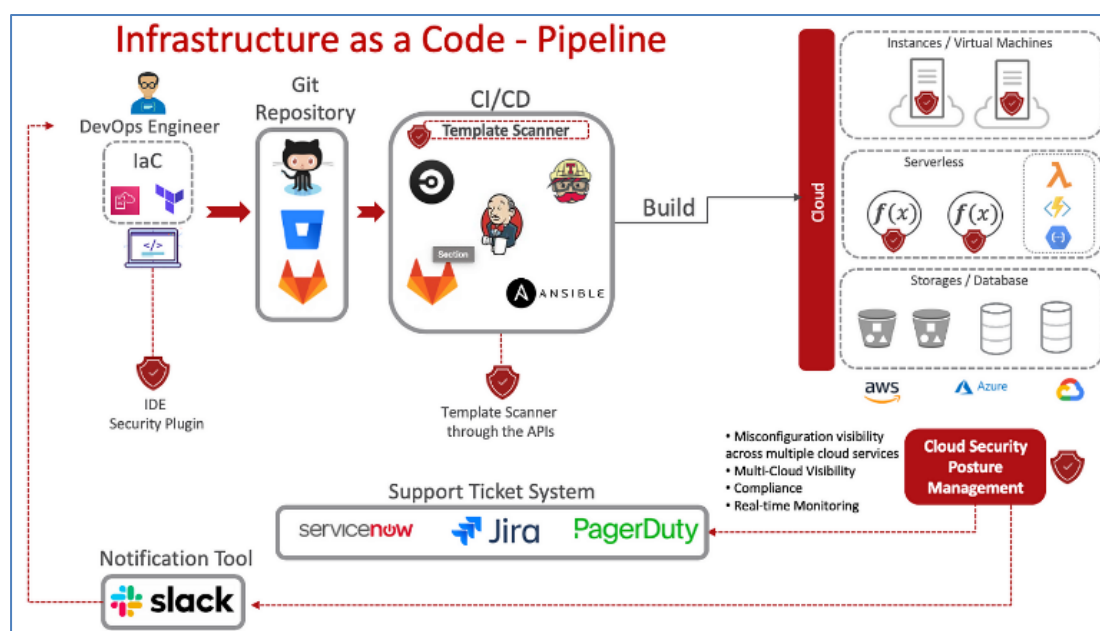 Infrastructure as a Code - Pipeline
DevOps Engineer
IaC
</>
IDE
Security Plugin
Git
Repository
CI/CD
Template Scanner
T
Section
A ANSIBLE
Template Scanner
through the APIs
Build
Cloud
Instances / Virtual Machines
Serverless
f(x)
f(x)
Storages / Database
aws
Azure
• Misconfiguration visibility
across multiple cloud services
• Multi-Cloud Visibility
• Compliance
• Real-time Monitoring
Cloud Security
Posture
Management
Support Ticket System
servicenow
Jira
PagerDuty
Notification Tool
slack